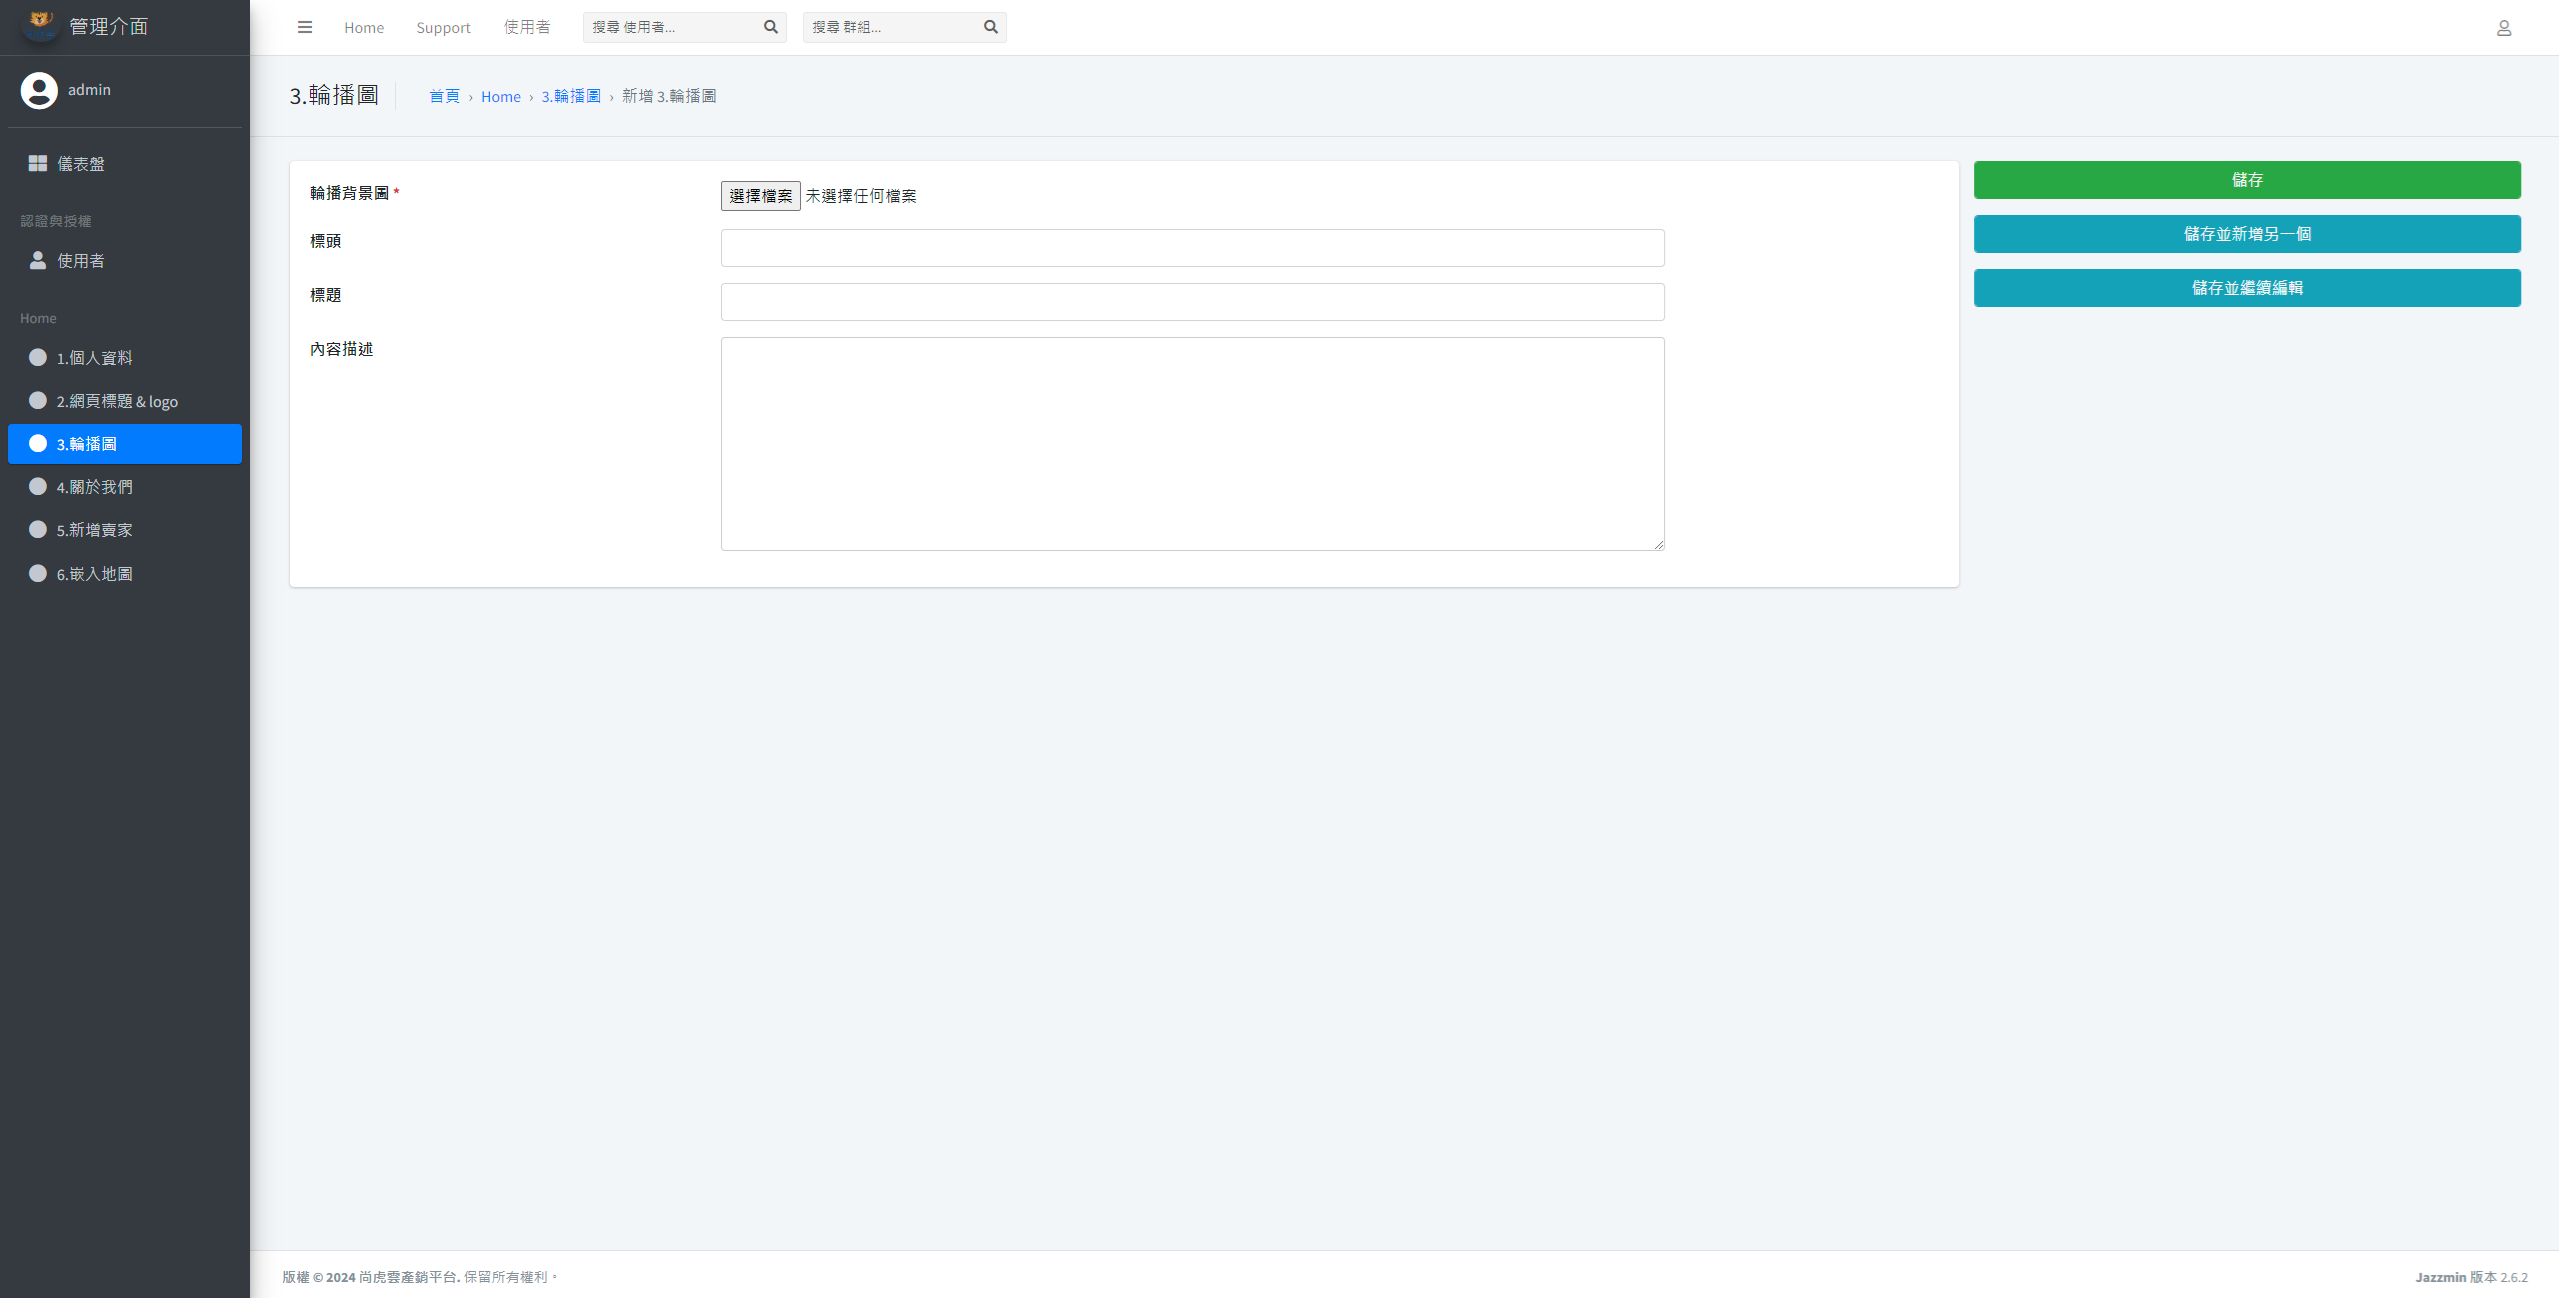 管理介面
admin
儀表盤
認證與授權
使用者
Home
1.個人資料
2.網頁標題 & logo
3.輪播圖
4.關於我們
5.新增賣家
6.嵌入地圖
Home Support 使用者 搜尋 使用者... 搜尋 群組...
3.輪播圖 首頁 › Home › 3.輪播圖 › 新增 3.輪播圖
輪播背景圖 * 選擇檔案 未選擇任何檔案
標頭
標題
內容描述
儲存
儲存並新增另一個
儲存並繼續編輯
版權 © 2024 尚虎雲產銷平台. 保留所有權利。
Jazzmin 版本 2.6.2